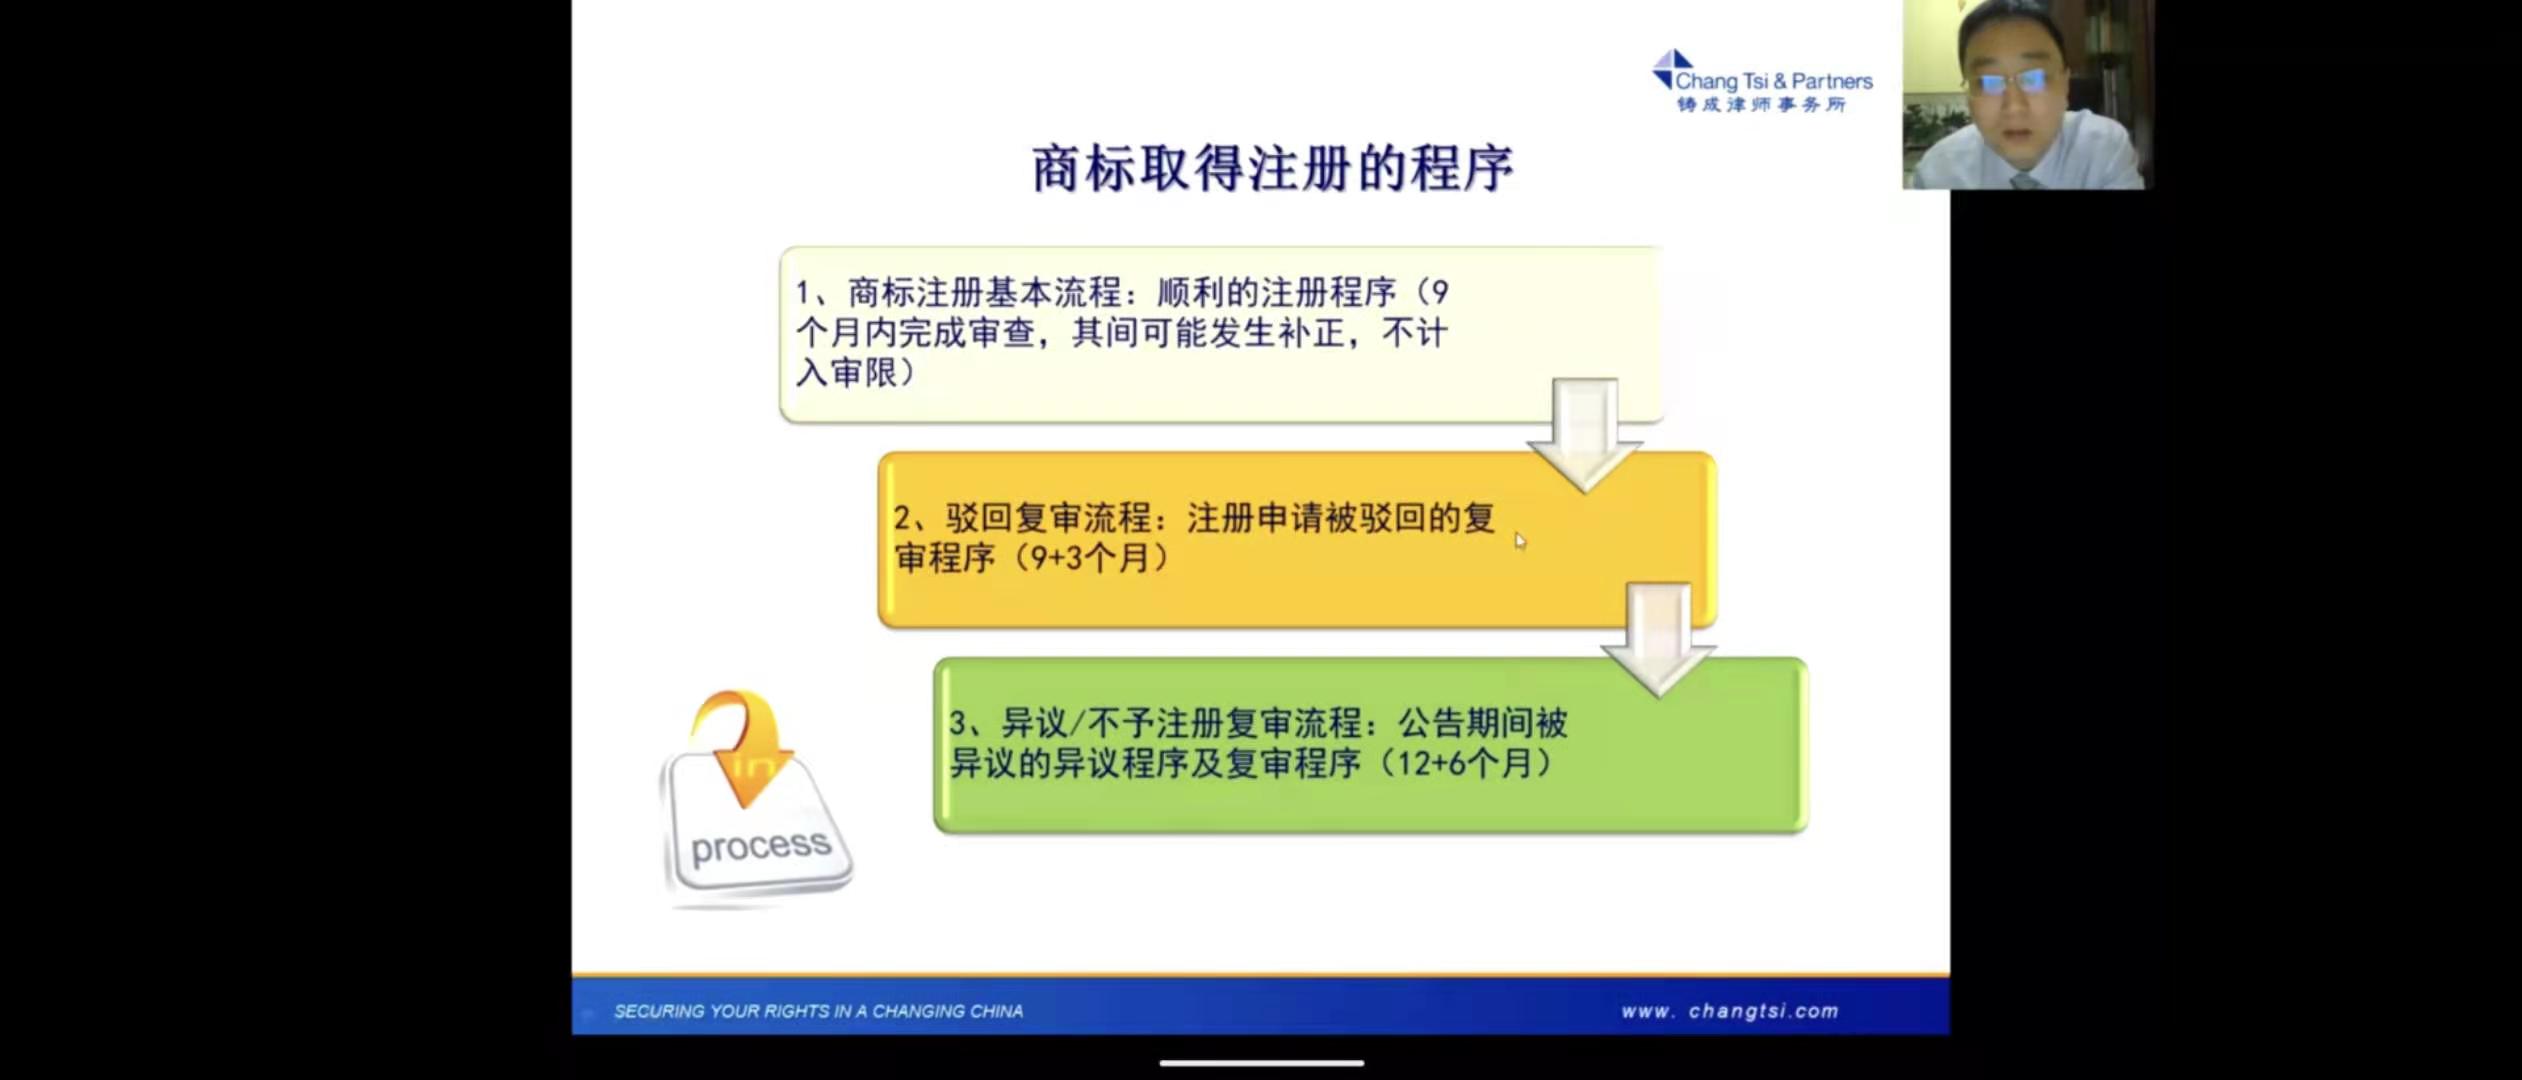 Chang Tsi & Partners
铸成律师事务所
商标取得注册的程序
1、商标注册基本流程：顺利的注册程序（9
个月内完成审查，其间可能发生补正，不计
入审限）
2、驳回复审流程：注册申请被驳回的复
审程序（9+3个月）
3、异议/不予注册复审流程：公告期间被
异议的异议程序及复审程序（12+6个月）
in
process
SECURING YOUR RIGHTS IN A CHANGING CHINA
www. changtsi.com